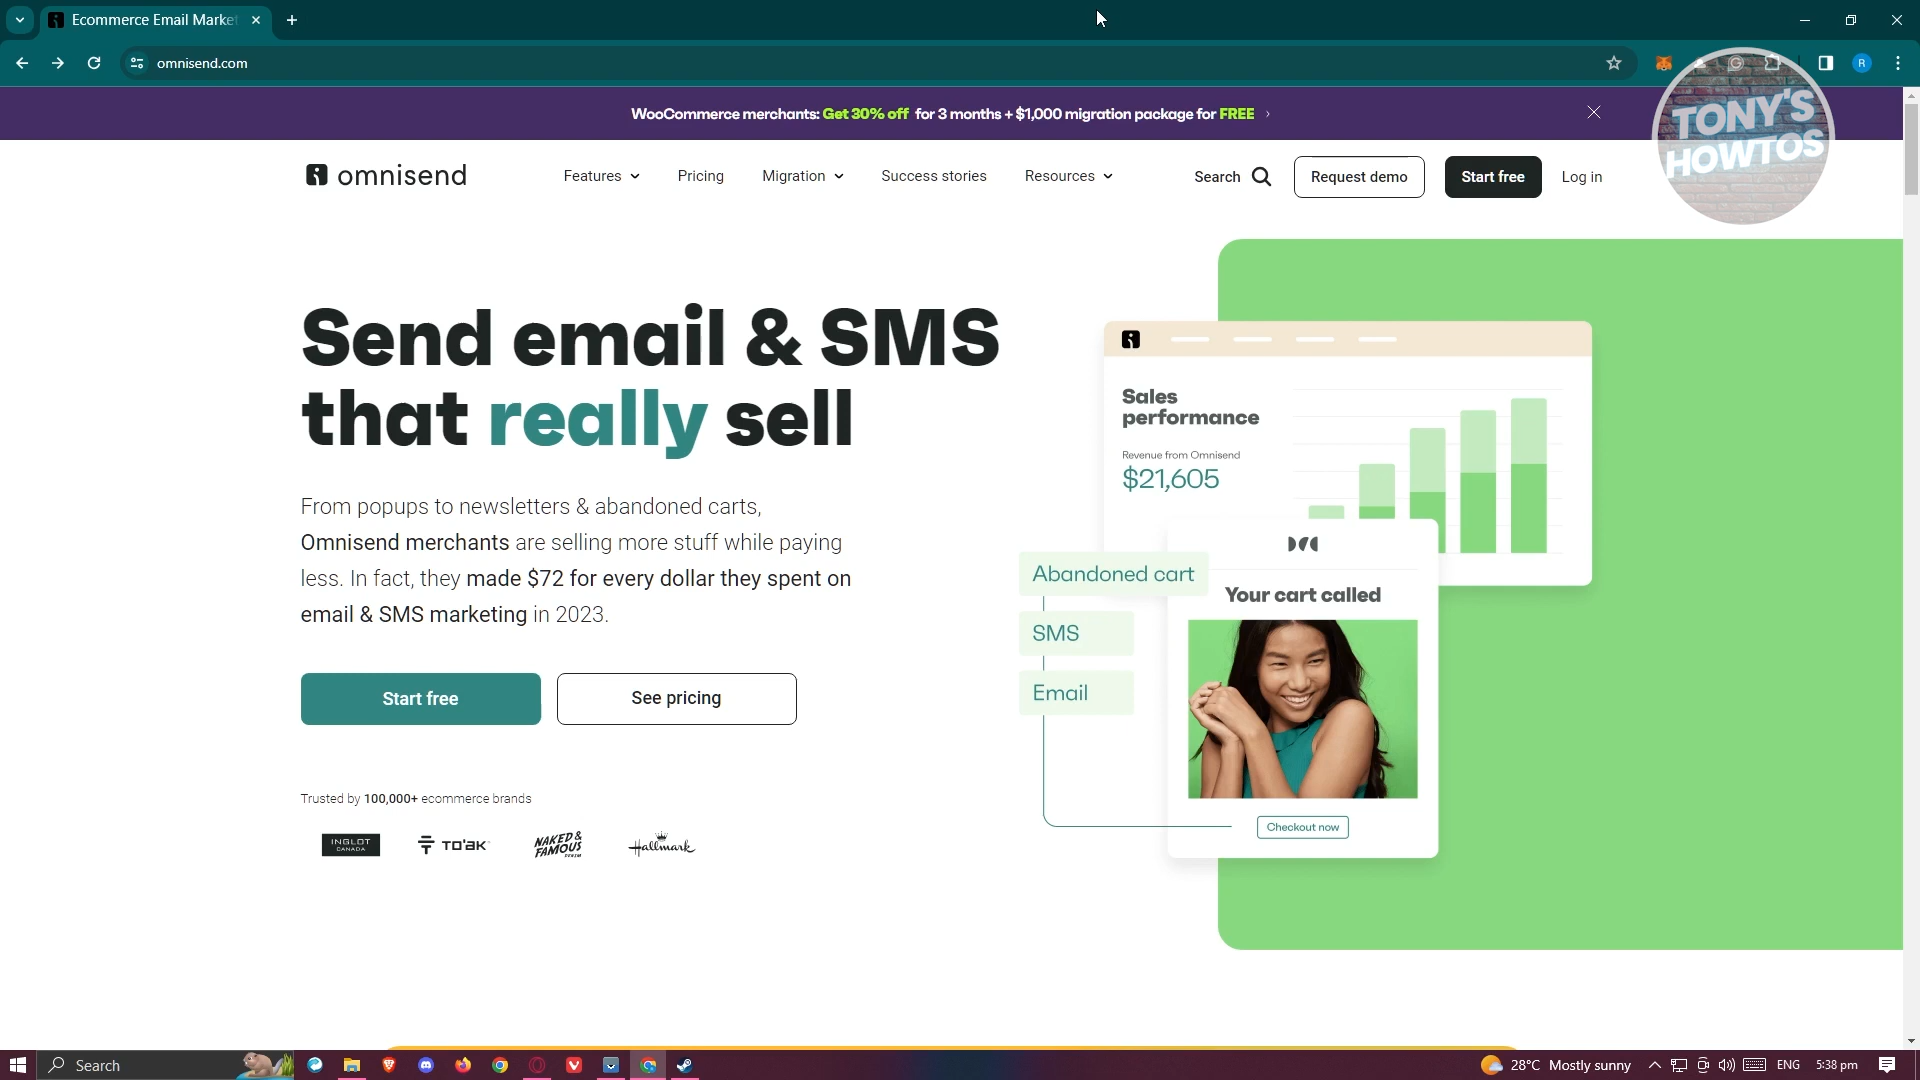 Ecommerce Email Market
omnisend.com
WooCommerce merchants: Get 30% off for 3 months + $1,000 migration package for FREE ›
TONY'S
HOWTOS
omnisend
Features
Pricing
Migration
Success stories
Resources
Search
Request demo
Start free
Log in
Send email & SMS
that really sell
From popups to newsletters & abandoned carts,
Omnisend merchants are selling more stuff while paying
less. In fact, they made $72 for every dollar they spent on
email & SMS marketing in 2023.
Start free
See pricing
Trusted by 100,000+ ecommerce brands
INGLOT
CANADA
TO'AK
NAKED &
FAMOUS
DENIM
Hallmark
Sales
performance
Revenue from Omnisend
$21,605
Abandoned cart
SMS
Email
Your cart called
Checkout now
R
Search
28°C Mostly sunny
ENG
5:38 pm